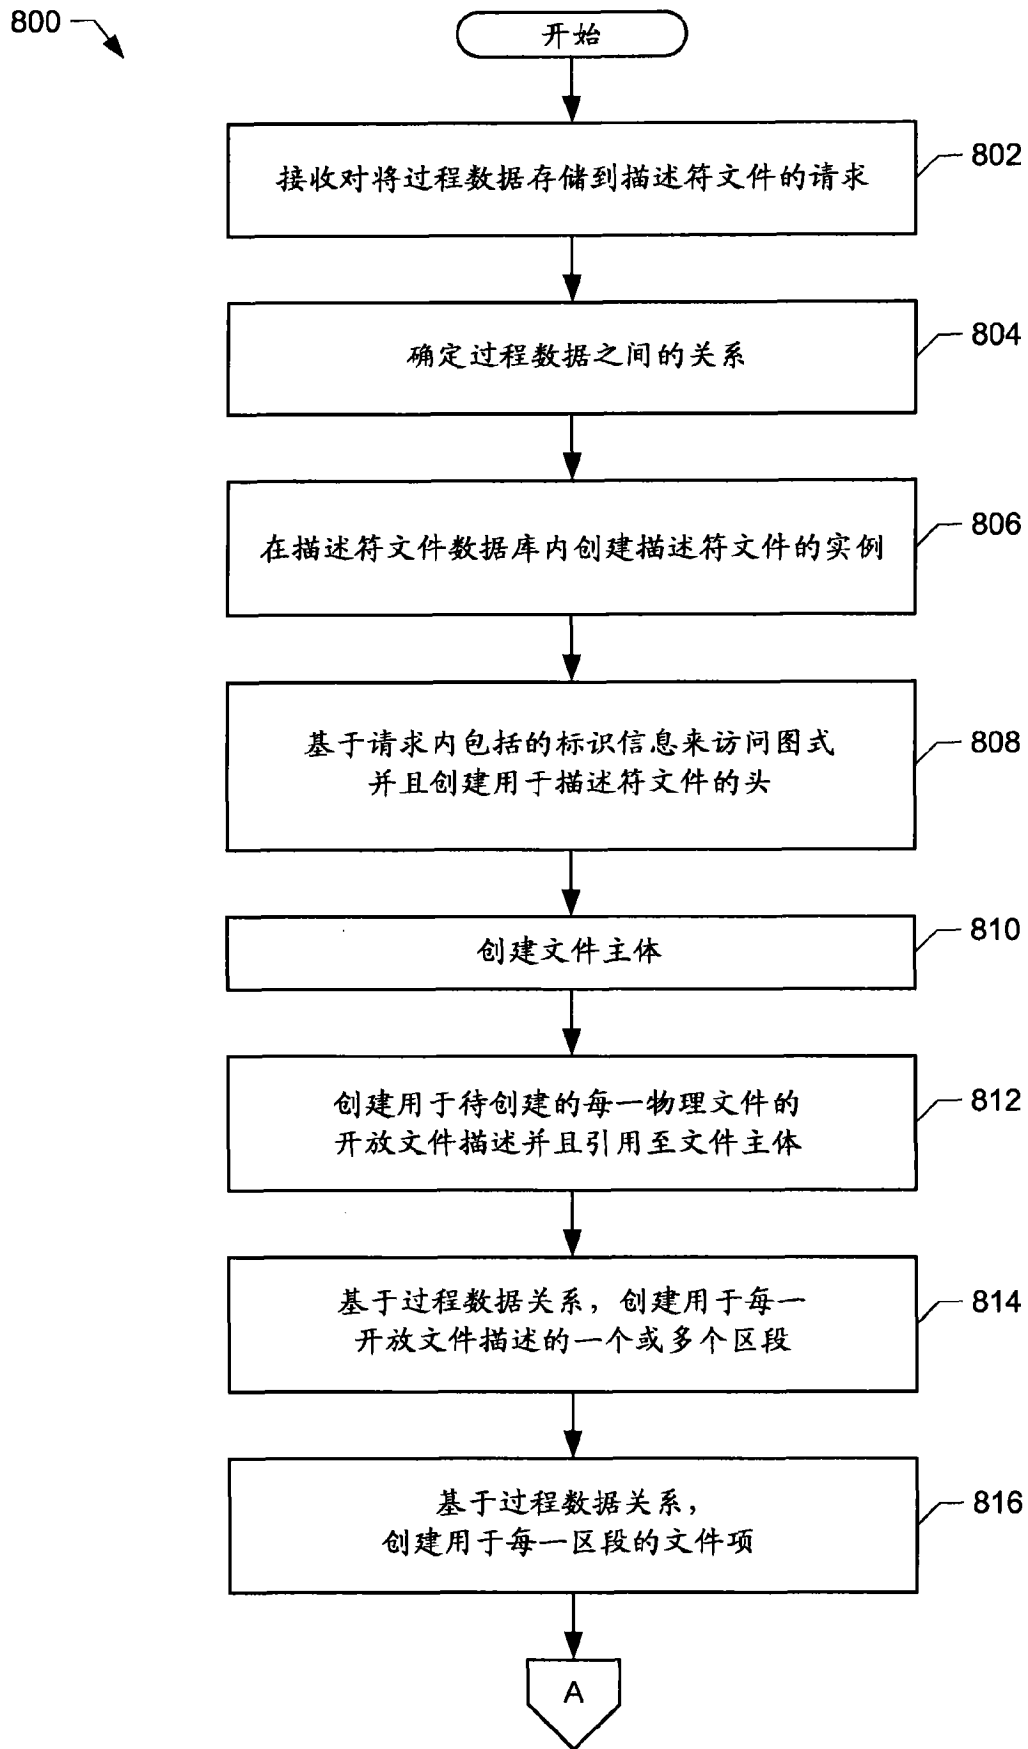 800
开始
接收对将过程数据存储到描述符文件的请求
802
确定过程数据之间的关系
804
在描述符文件数据库内创建描述符文件的实例
806
基于请求内包括的标识信息来访问图式
并且创建用于描述符文件的头
808
创建文件主体
810
创建用于待创建的每一物理文件的
开放文件描述并且引用至文件主体
812
基于过程数据关系，创建用于每一
开放文件描述的一个或多个区段
814
基于过程数据关系，
创建用于每一区段的文件项
816
A